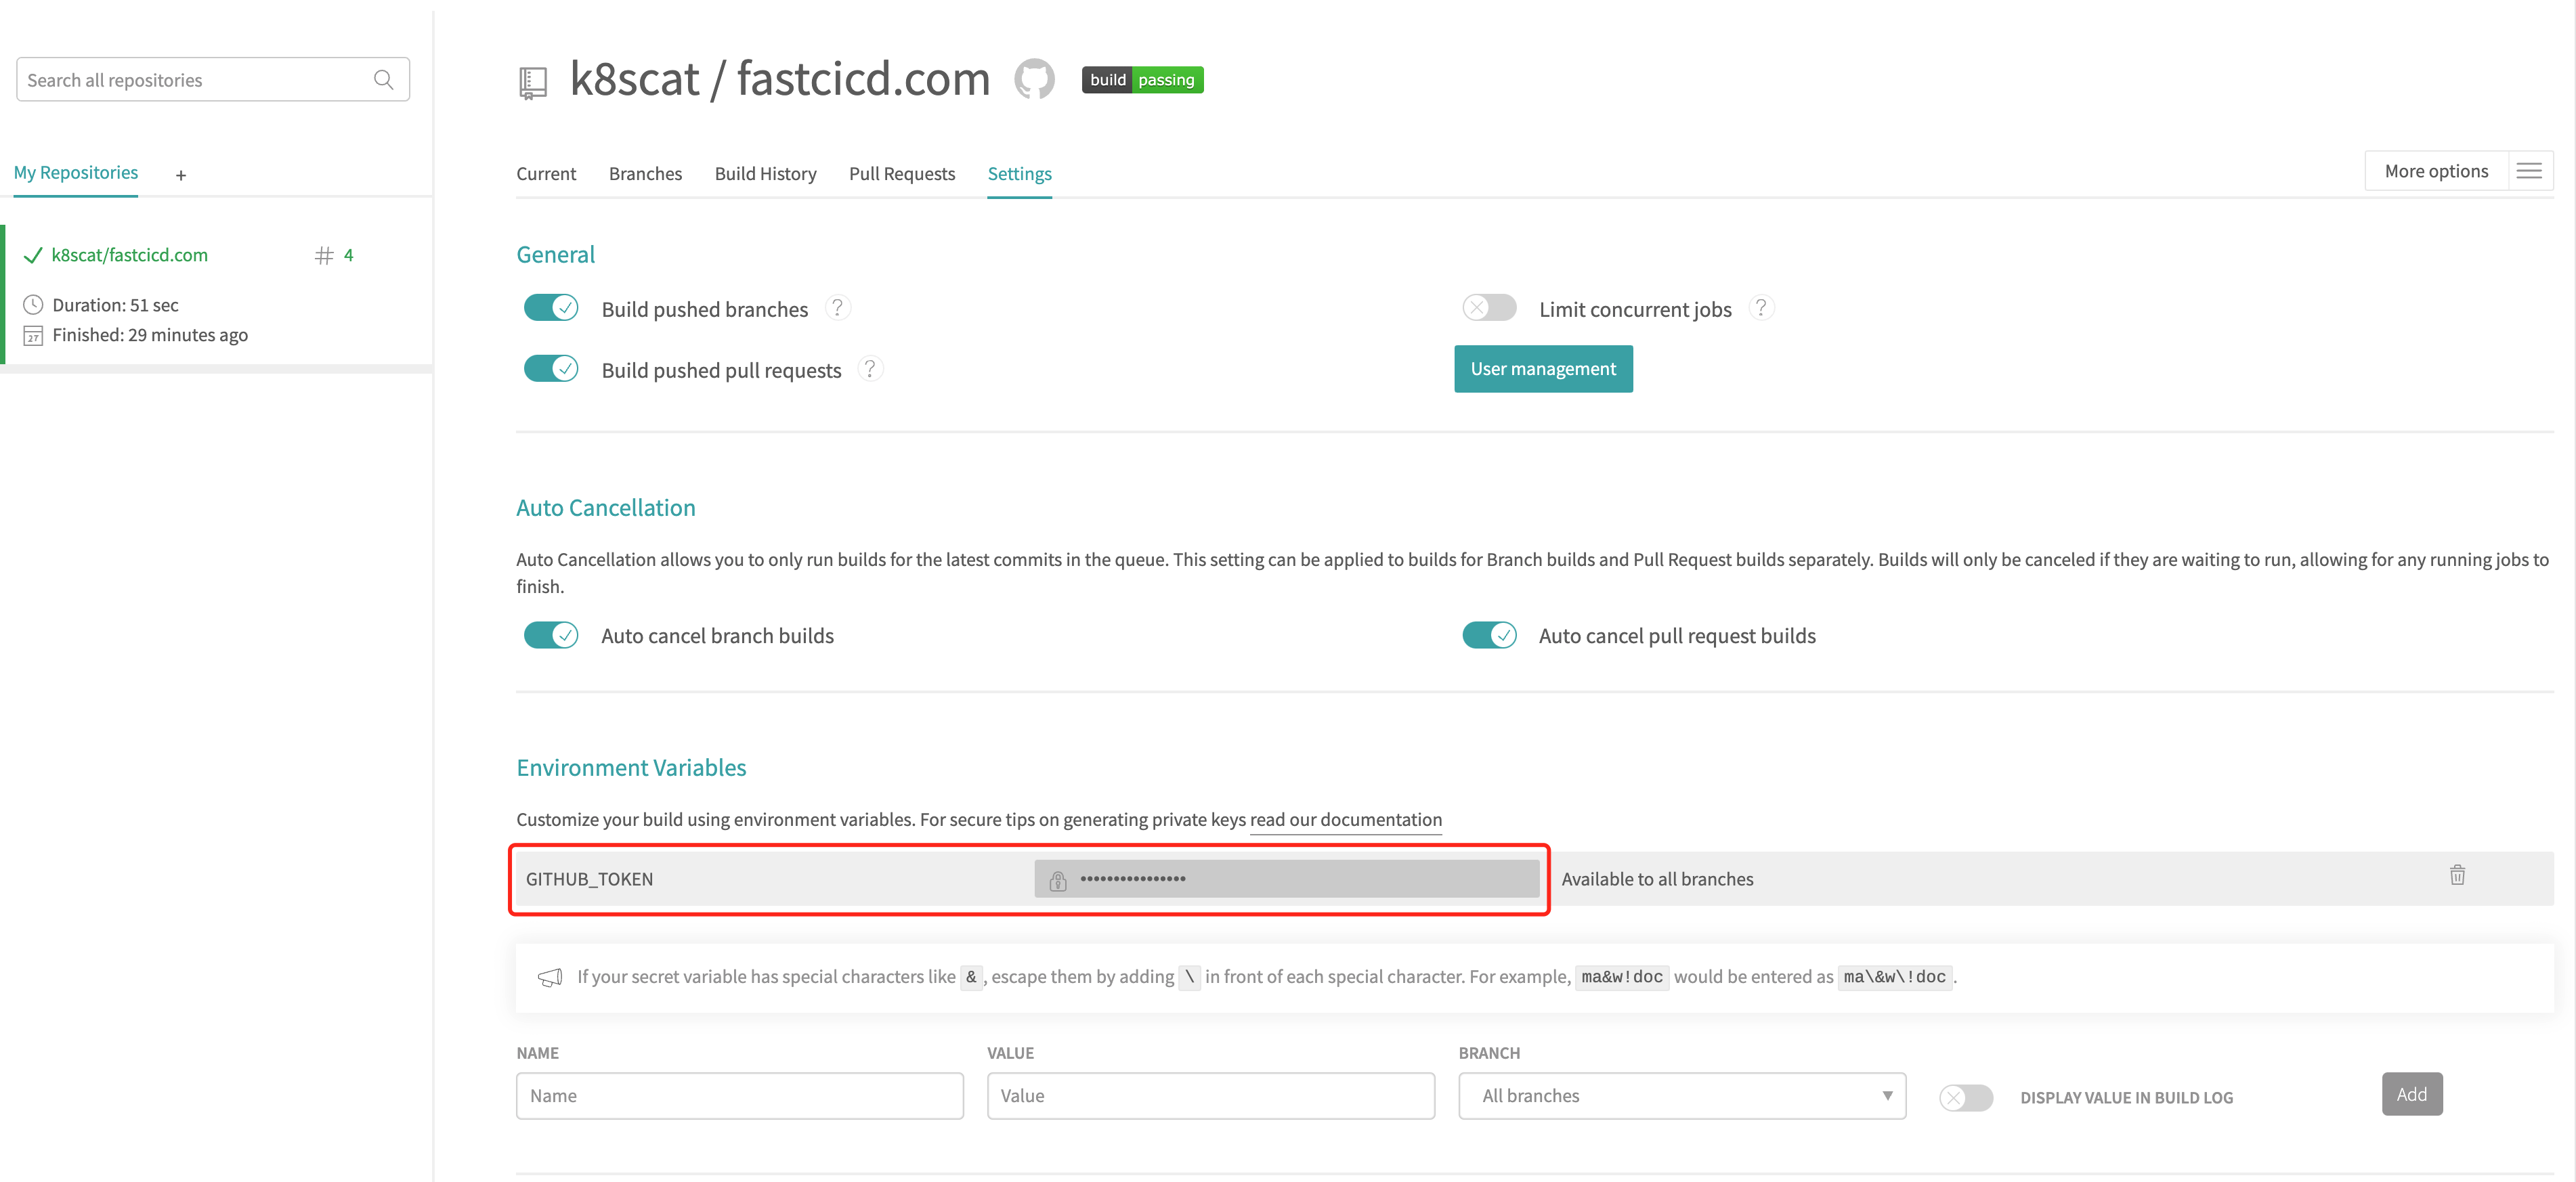 Search all repositories
My Repositories +
k8scat/fastcicd.com # 4
Duration: 51 sec
27 Finished: 29 minutes ago
k8scat / fastcicd.com build passing
Current Branches Build History Pull Requests Settings More options
General
Build pushed branches ? Limit concurrent jobs ?
Build pushed pull requests ? User management
Auto Cancellation
Auto Cancellation allows you to only run builds for the latest commits in the queue. This setting can be applied to builds for Branch builds and Pull Request builds separately. Builds will only be canceled if they are waiting to run, allowing for any running jobs to
finish.
Auto cancel branch builds Auto cancel pull request builds
Environment Variables
Customize your build using environment variables. For secure tips on generating private keys read our documentation
GITHUB_TOKEN •••••••••••••••• Available to all branches
If your secret variable has special characters like &, escape them by adding \ in front of each special character. For example, ma&w!doc would be entered as ma\&w\!doc.
NAME VALUE BRANCH
Name Value All branches DISPLAY VALUE IN BUILD LOG Add